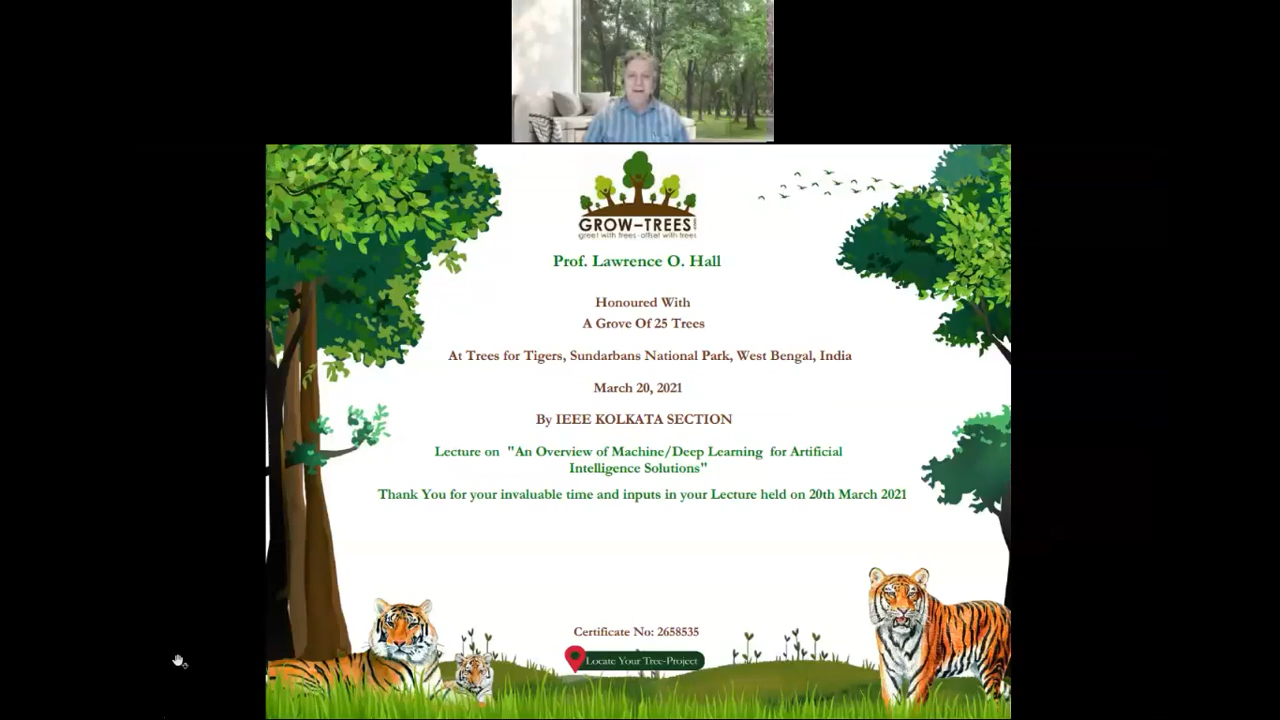 GROW-TREES
.com
greet with trees·offset with trees
Prof. Lawrence O. Hall
Honoured With
A Grove Of 25 Trees
At Trees for Tigers, Sundarbans National Park, West Bengal, India
March 20, 2021
By IEEE KOLKATA SECTION
Lecture on "An Overview of Machine/Deep Learning for Artificial
Intelligence Solutions"
Thank You for your invaluable time and inputs in your Lecture held on 20th March 2021
Certificate No: 2658535
Locate Your Tree-Project